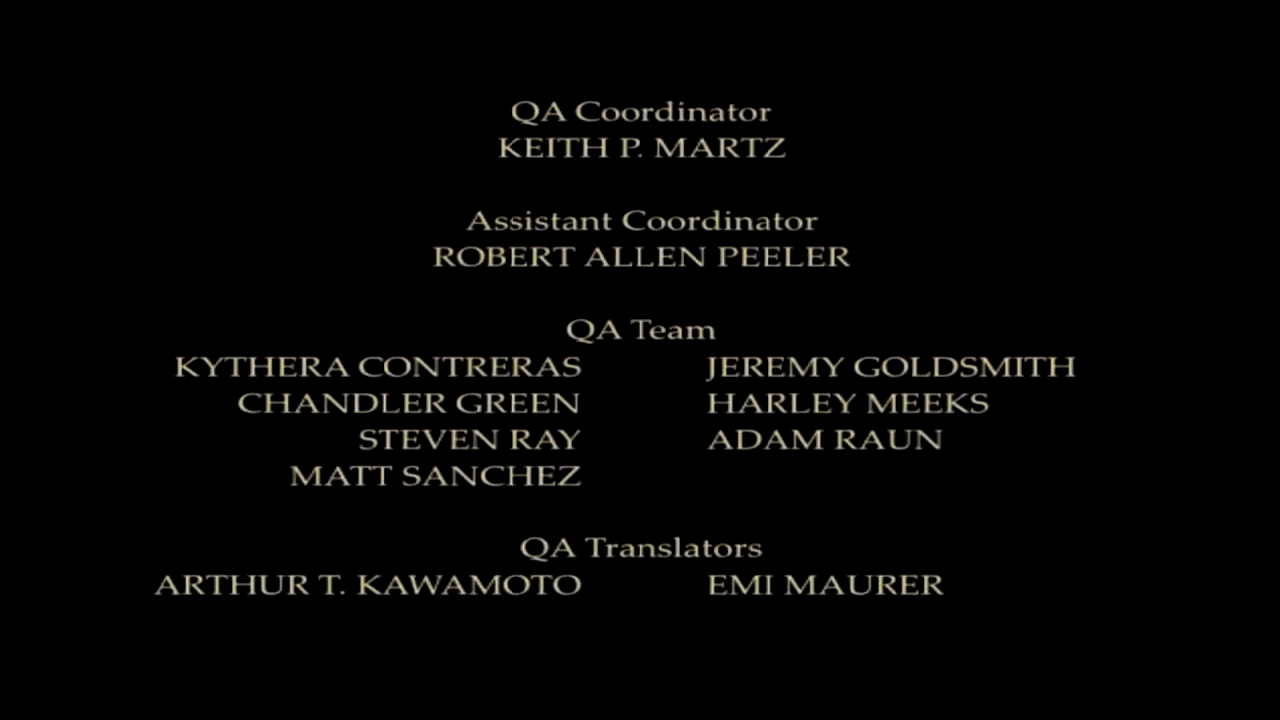 QA Coordinator
KEITH P. MARTZ
Assistant Coordinator
ROBERT ALLEN PEELER
QA Team
KYTHERA CONTRERAS JEREMY GOLDSMITH
CHANDLER GREEN HARLEY MEEKS
STEVEN RAY ADAM RAUN
MATT SANCHEZ
QA Translators
ARTHUR T. KAWAMOTO EMI MAURER